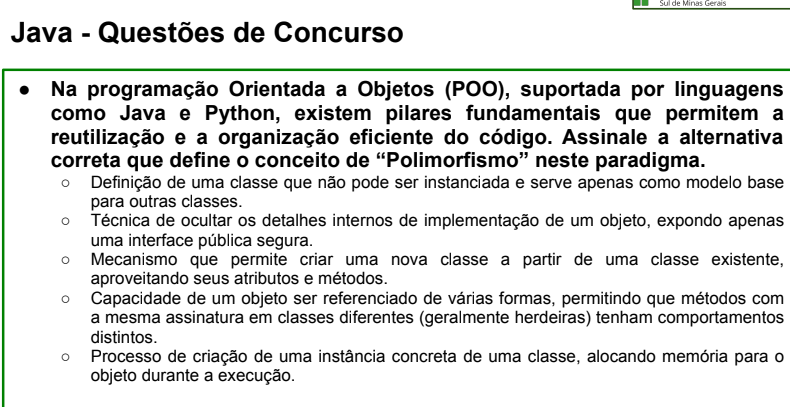 Sul de Minas Gerais
Java - Questões de Concurso
● Na programação Orientada a Objetos (POO), suportada por linguagens
como Java e Python, existem pilares fundamentais que permitem a
reutilização e a organização eficiente do código. Assinale a alternativa
correta que define o conceito de “Polimorfismo” neste paradigma.
○ Definição de uma classe que não pode ser instanciada e serve apenas como modelo base
para outras classes.
○ Técnica de ocultar os detalhes internos de implementação de um objeto, expondo apenas
uma interface pública segura.
○ Mecanismo que permite criar uma nova classe a partir de uma classe existente,
aproveitando seus atributos e métodos.
○ Capacidade de um objeto ser referenciado de várias formas, permitindo que métodos com
a mesma assinatura em classes diferentes (geralmente herdeiras) tenham comportamentos
distintos.
○ Processo de criação de uma instância concreta de uma classe, alocando memória para o
objeto durante a execução.